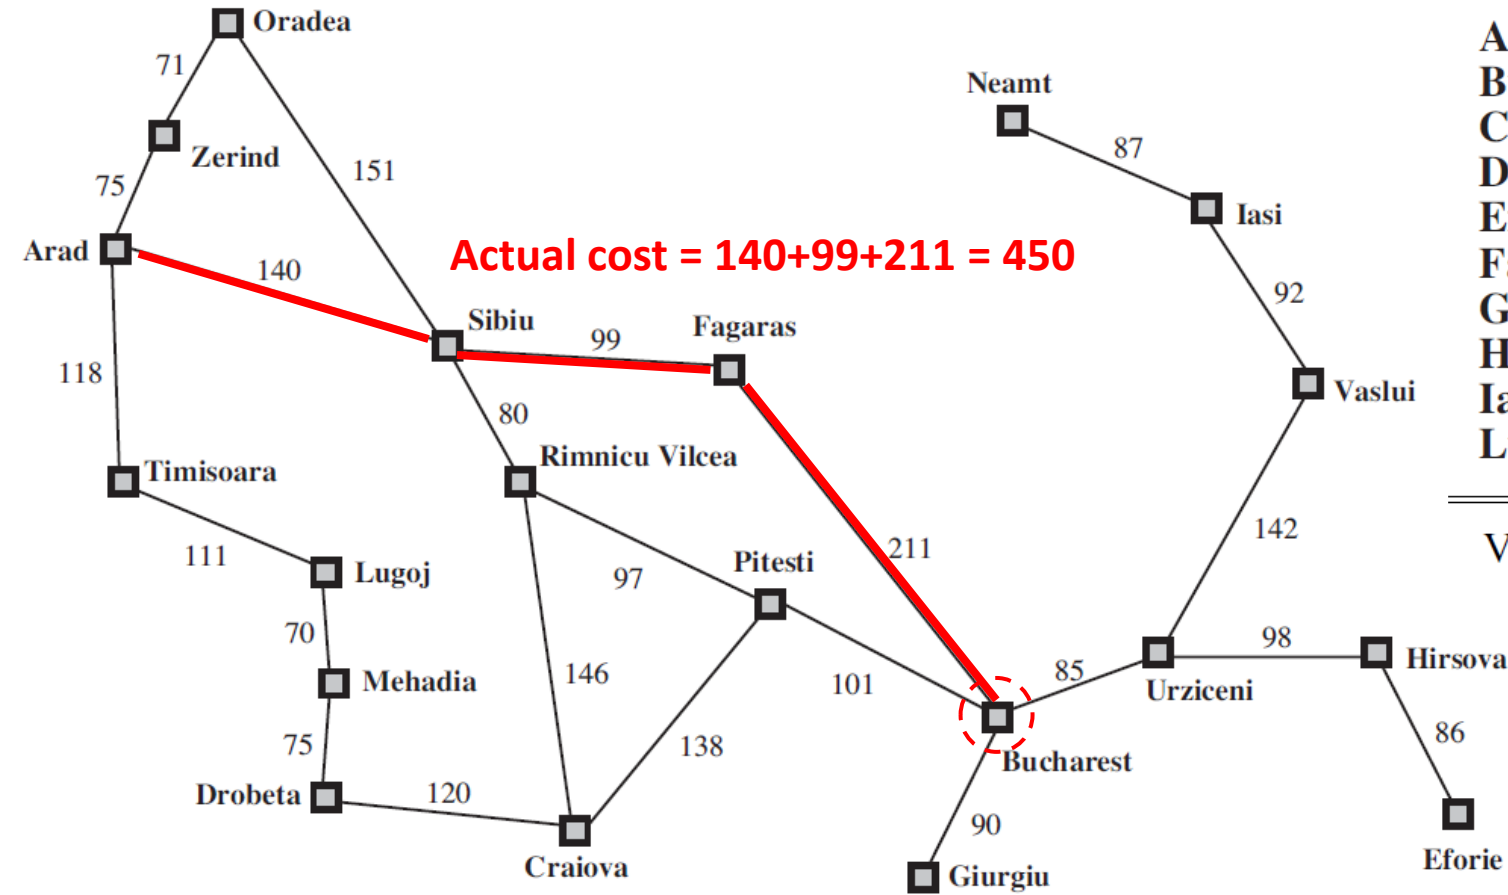 Oradea
71
Neamt
Zerind
87
151
75
Iasi
Arad
Actual cost = 140+99+211 = 450
140
92
Sibiu
99
Fagaras
118
80
Vaslui
Rimnicu Vilcea
Timisoara
142
111
211
Lugoj
97
Pitesti
70
98
Mehadia
146
101
85
Hirsova
Urziceni
75
138
86
Bucharest
Drobeta
120
90
Craiova
Giurgiu
Eforie
A
B
C
D
E
F
G
H
Ia
L
V